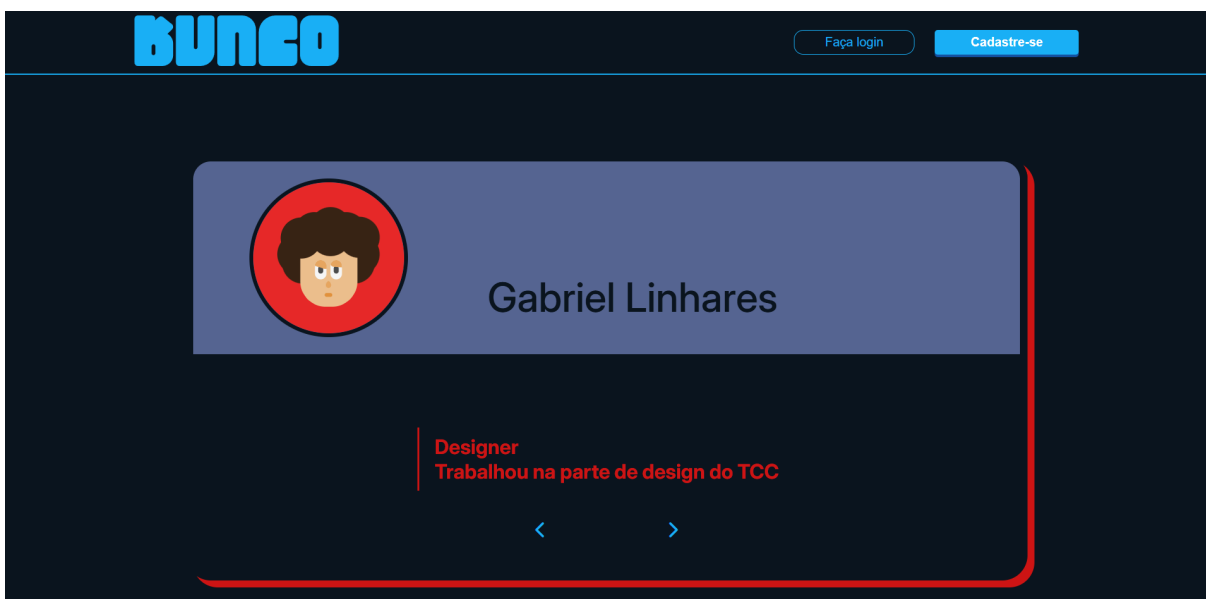 BUNCO
Faça login
Cadastre-se
Gabriel Linhares
Designer
Trabalhou na parte de design do TCC